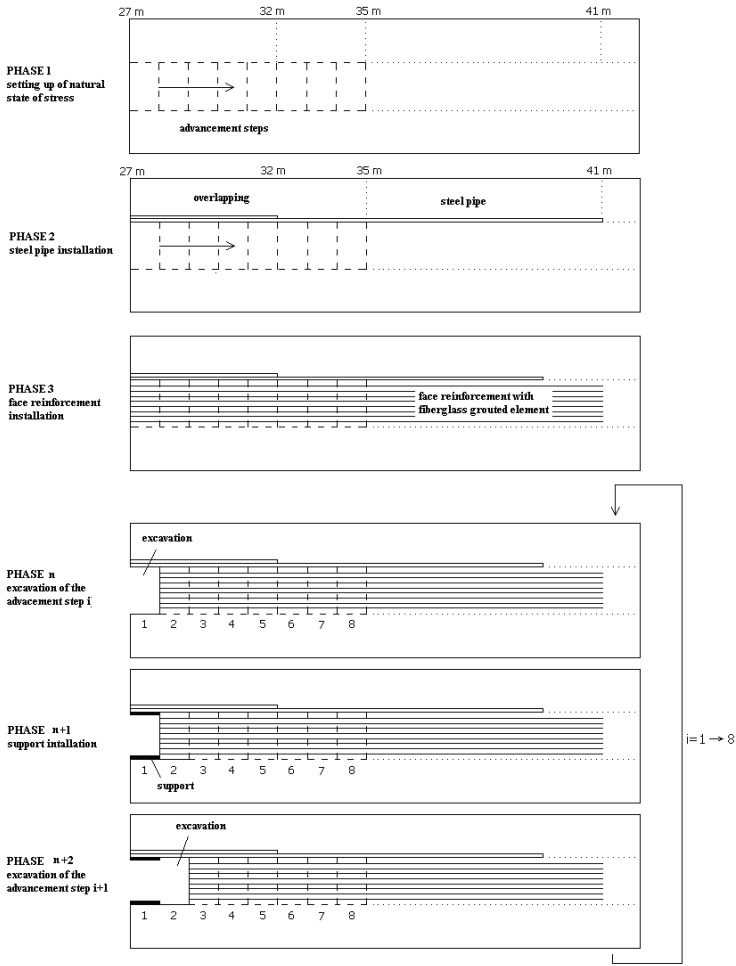 27 m 32 m 35 m 41 m
PHASE 1
setting up of natural
state of stress
advancement steps
27 m 32 m 35 m 41 m
overlapping steel pipe
PHASE 2
steel pipe installation
PHASE 3
face reinforcement
installation
face reinforcement with
fiberglass grouted element
excavation
PHASE n
excavation of the
advacement step i
1 2 3 4 5 6 7 8
PHASE n+1
support intallation
i=1 → 8
1 2 3 4 5 6 7 8
support
excavation
PHASE n+2
excavation of the
advancement step i+1
1 2 3 4 5 6 7 8